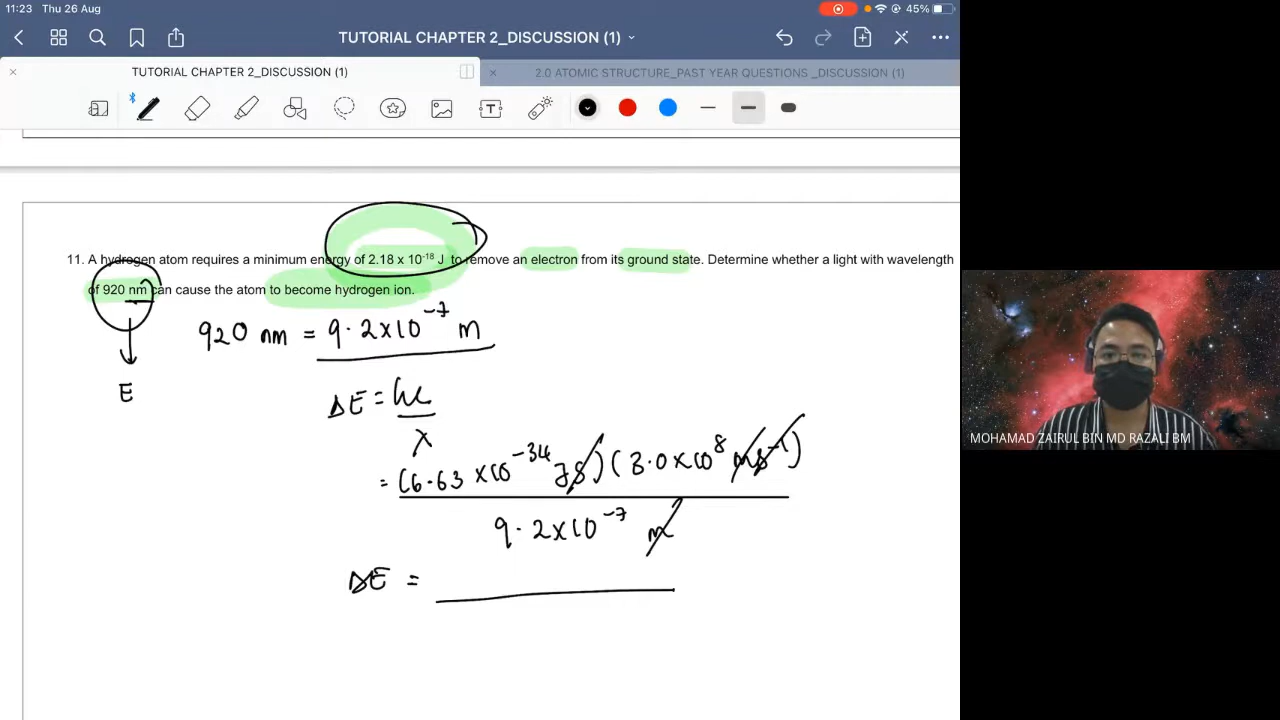 11:23 Thu 26 Aug
45%
TUTORIAL CHAPTER 2_DISCUSSION (1)
TUTORIAL CHAPTER 2_DISCUSSION (1)
2.0 ATOMIC STRUCTURE_PAST YEAR QUESTIONS _DISCUSSION (1)
T
11. A hydrogen atom requires a minimum energy of 2.18 x 10⁻¹⁸ J to remove an electron from its ground state. Determine whether a light with wavelength
of 920 nm can cause the atom to become hydrogen ion.
920 nm = 9.2x10⁻⁷ m
E
ΔE = hc
λ
= (6.63 x10⁻³⁴ Js) (3.0x10⁸ ms⁻¹)
9.2x10⁻⁷ m
ΔE =
MOHAMAD ZAIRUL BIN MD RAZALI BM